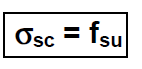 σsc = fsu